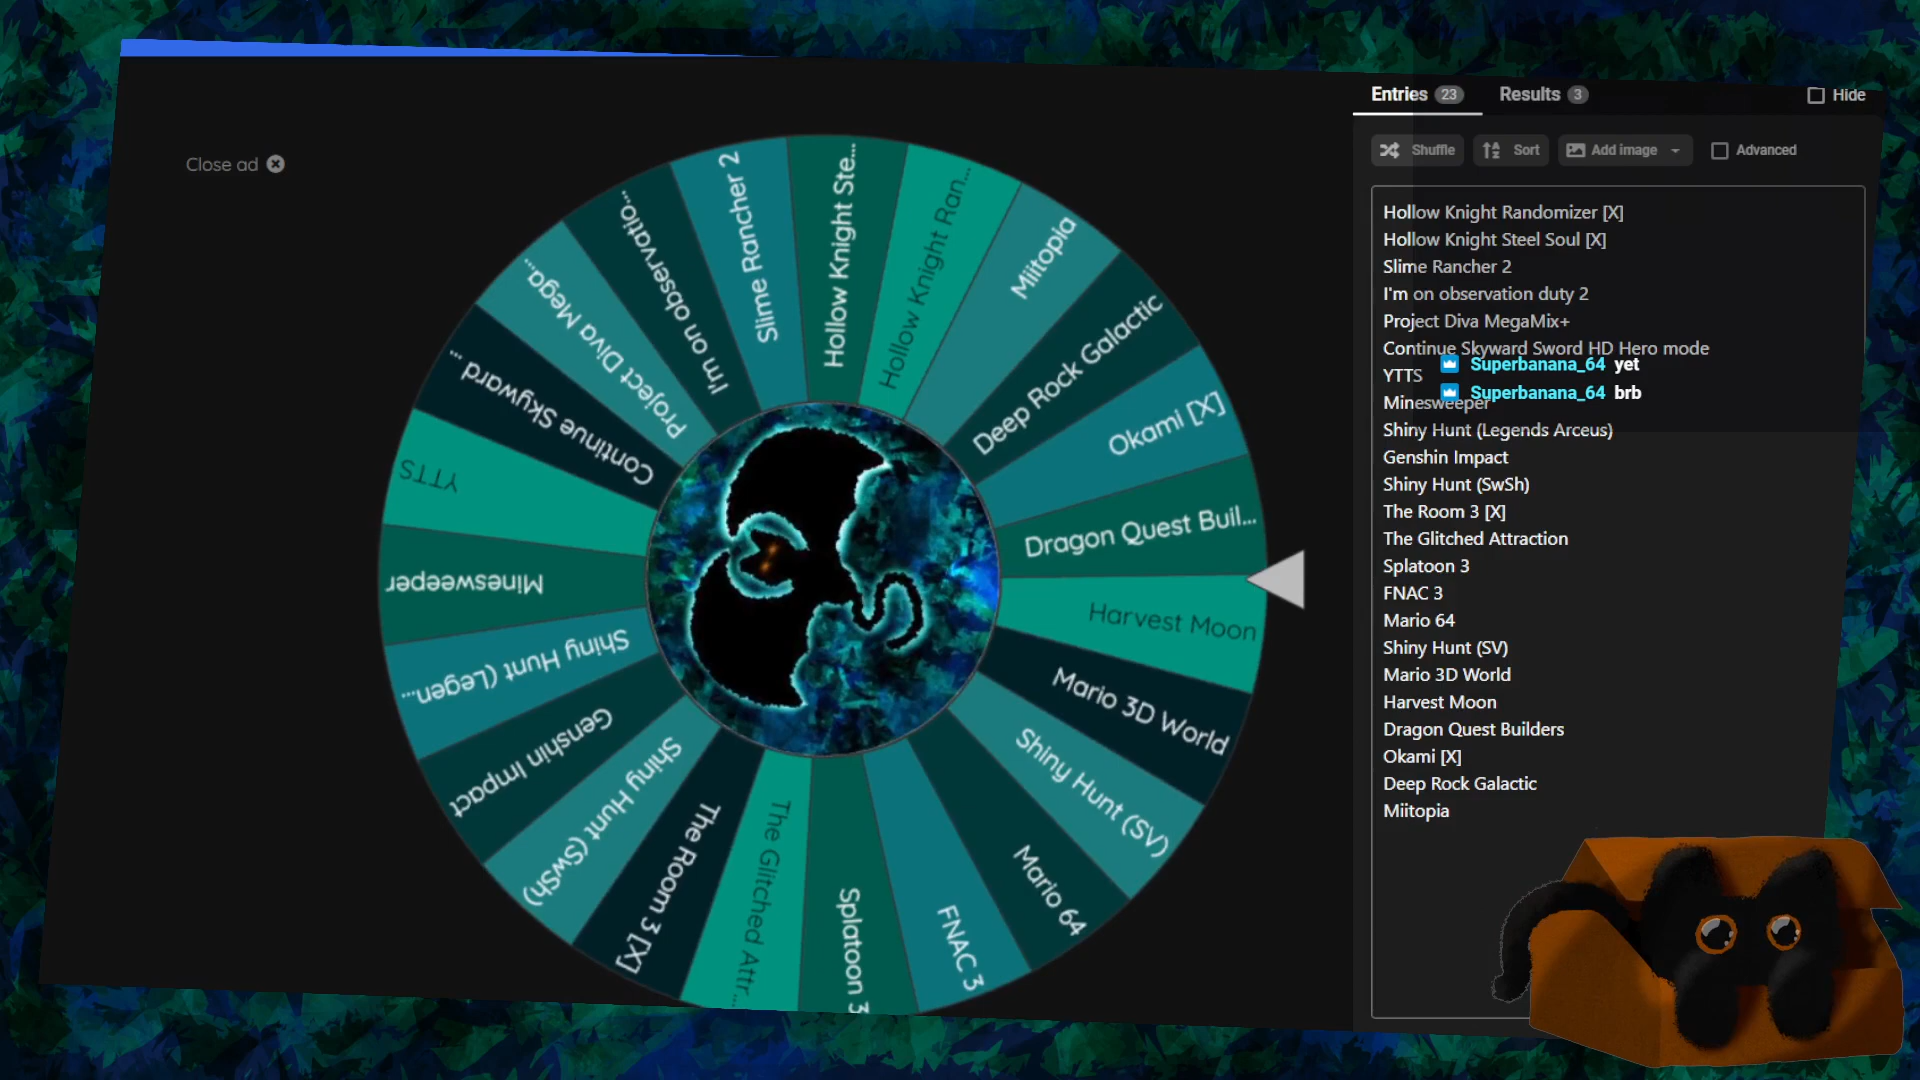 Entries 23 Results 3 Hide
Close ad
Shuffle Sort Add image Advanced
Hollow Knight Randomizer [X]
Hollow Knight Steel Soul [X]
Slime Rancher 2
I'm on observation duty 2
Project Diva MegaMix+
Continue Skyward Sword HD Hero mode
Superbanana_64 yet
YTTS
Superbanana_64 brb
Minesweeper
Shiny Hunt (Legends Arceus)
Genshin Impact
Shiny Hunt (SwSh)
The Room 3 [X]
The Glitched Attraction
Splatoon 3
FNAC 3
Mario 64
Shiny Hunt (SV)
Mario 3D World
Harvest Moon
Dragon Quest Builders
Okami [X]
Deep Rock Galactic
Miitopia
Hollow Knight Ste...
Hollow Knight Ran...
Miitopia
Deep Rock Galactic
Okami [X]
Dragon Quest Buil...
Harvest Moon
Mario 3D World
Shiny Hunt (SV)
Mario 64
FNAC 3
Splatoon 3
The Glitched Attr...
The Room 3 [X]
Shiny Hunt (SwSh)
Genshin Impact
Shiny Hunt (Legen...
Minesweeper
YTTS
Continue Skyward ...
Project Diva Mega...
I'm on observatio...
Slime Rancher 2